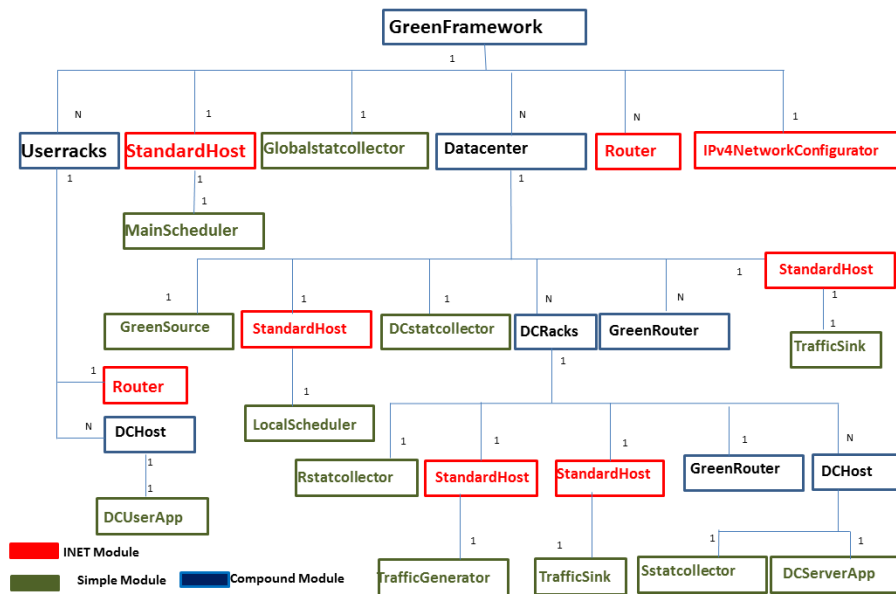 GreenFramework
1
N
1
1
N
N
1
Userracks
StandardHost
Globalstatcollector
Datacenter
Router
IPv4NetworkConfigurator
1
1
1
1
MainScheduler
1
StandardHost
1
1
1
N
N
1
1
GreenSource
StandardHost
DCstatcollector
DCRacks
GreenRouter
TrafficSink
1
1
1
Router
N
DCHost
LocalScheduler
1
1
1
1
N
1
1
Rstatcollector
StandardHost
StandardHost
GreenRouter
DCHost
DCUserApp
1
1
1
1
INET Module
Simple Module
Compound Module
TrafficGenerator
TrafficSink
Sstatcollector
DCServerApp